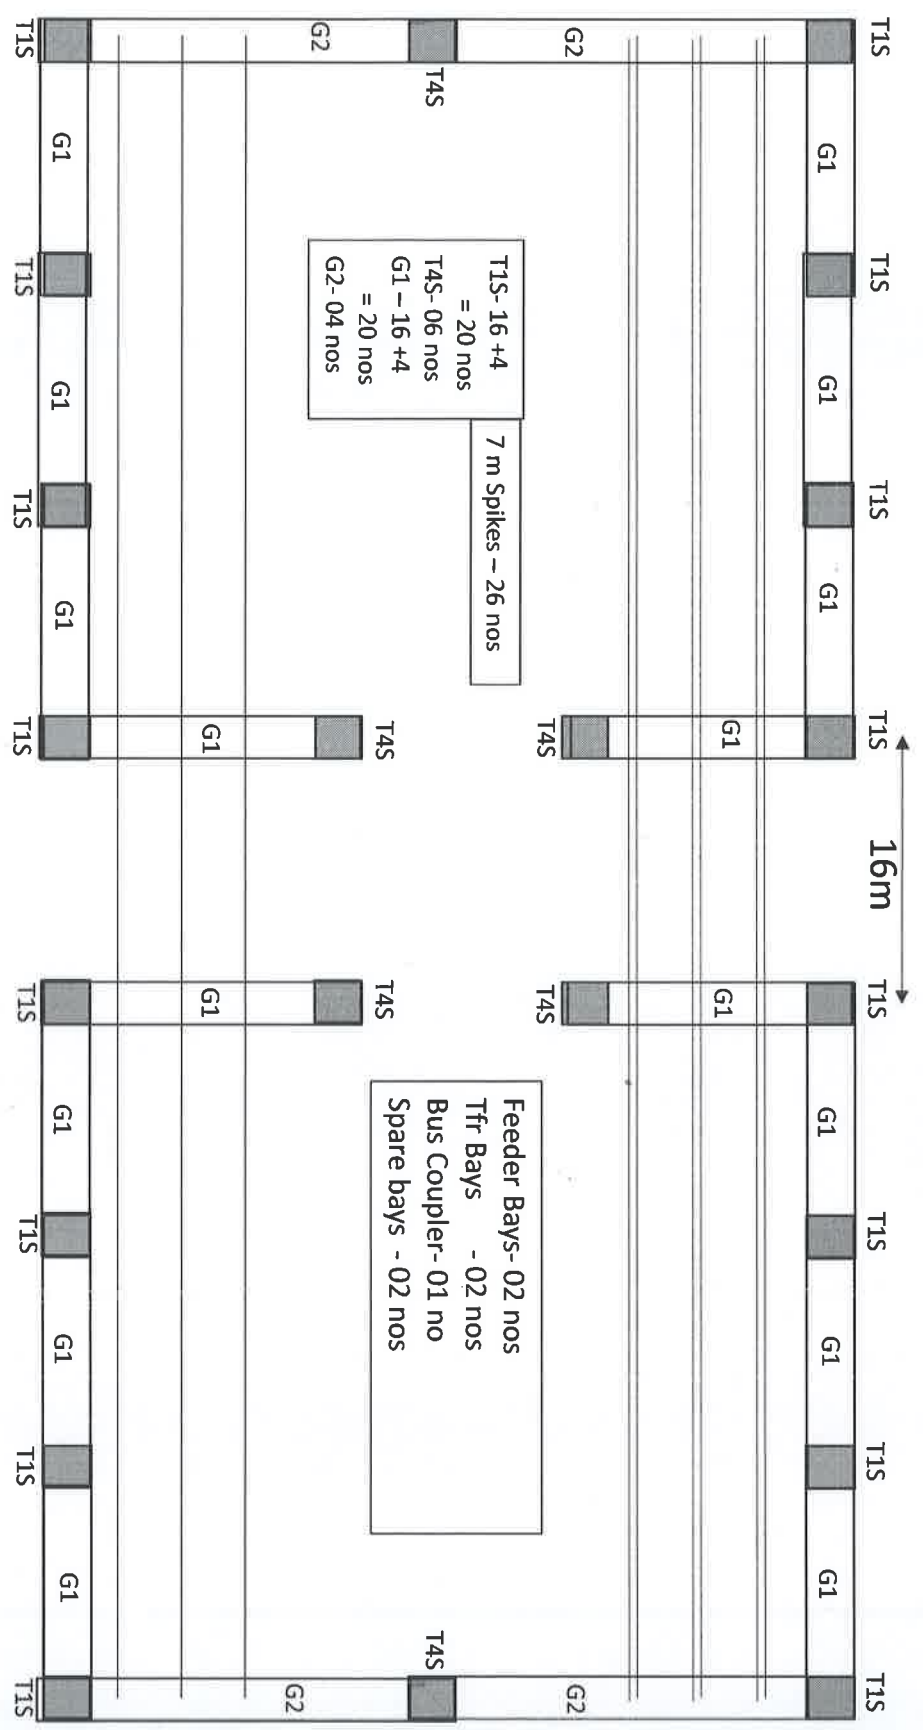 T1S T1S T1S T1S 16m T1S T1S T1S T1S
G1 G1 G1 G1 G1 G1
G1 G1
G2 G2
T4S T4S
T1S- 16 +4
= 20 nos
T4S- 06 nos
G1 – 16 +4
= 20 nos
G2- 04 nos
7 m Spikes – 26 nos
Feeder Bays- 02 nos
Tfr Bays - 02 nos
Bus Coupler- 01 no
Spare bays - 02 nos
T4S T4S
T4S T4S
G2 G2
G1 G1
G1 G1 G1 G1 G1 G1
T1S T1S T1S T1S T1S T1S T1S T1S